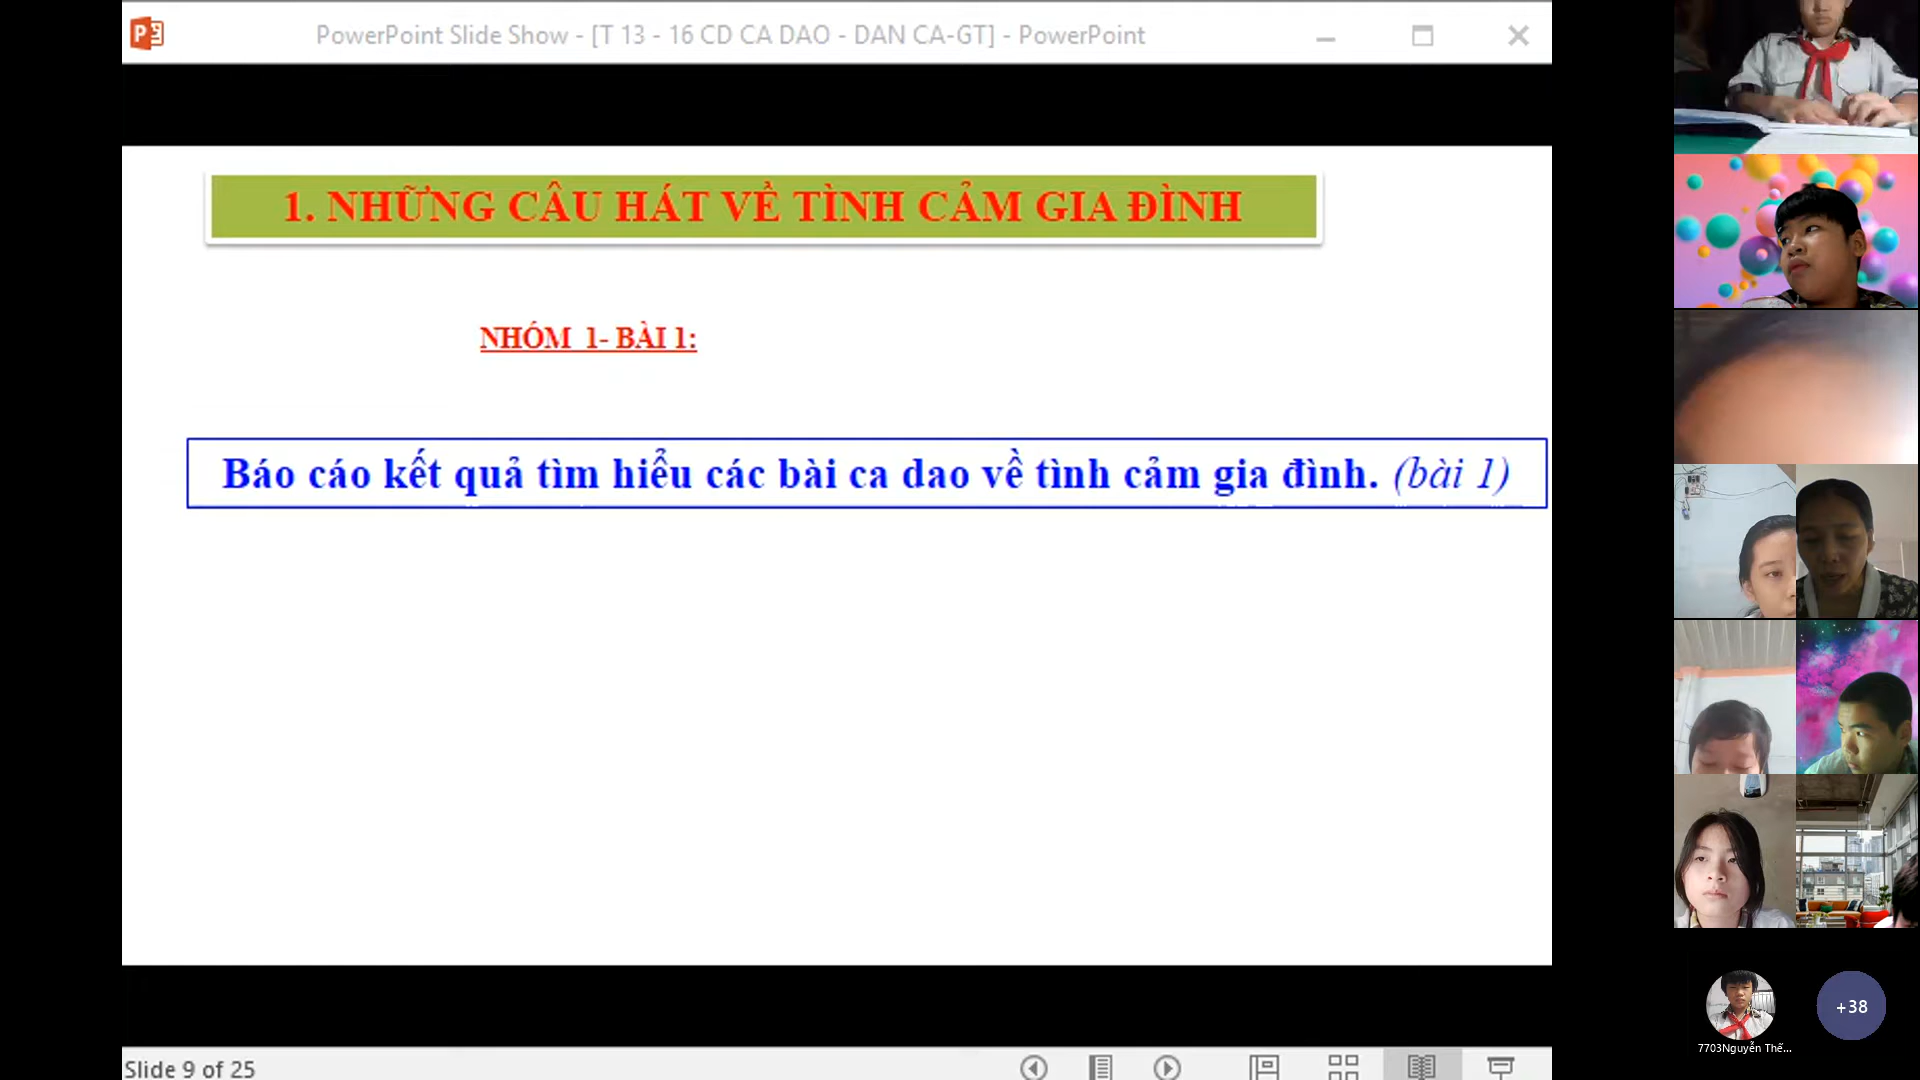 PowerPoint Slide Show - [T 13 - 16 CD CA DAO - DAN CA-GT] - PowerPoint
1. NHỮNG CÂU HÁT VỀ TÌNH CẢM GIA ĐÌNH
NHÓM 1- BÀI 1:
Báo cáo kết quả tìm hiểu các bài ca dao về tình cảm gia đình. (bài 1)
Slide 9 of 25
+38
7703Nguyễn Thế...